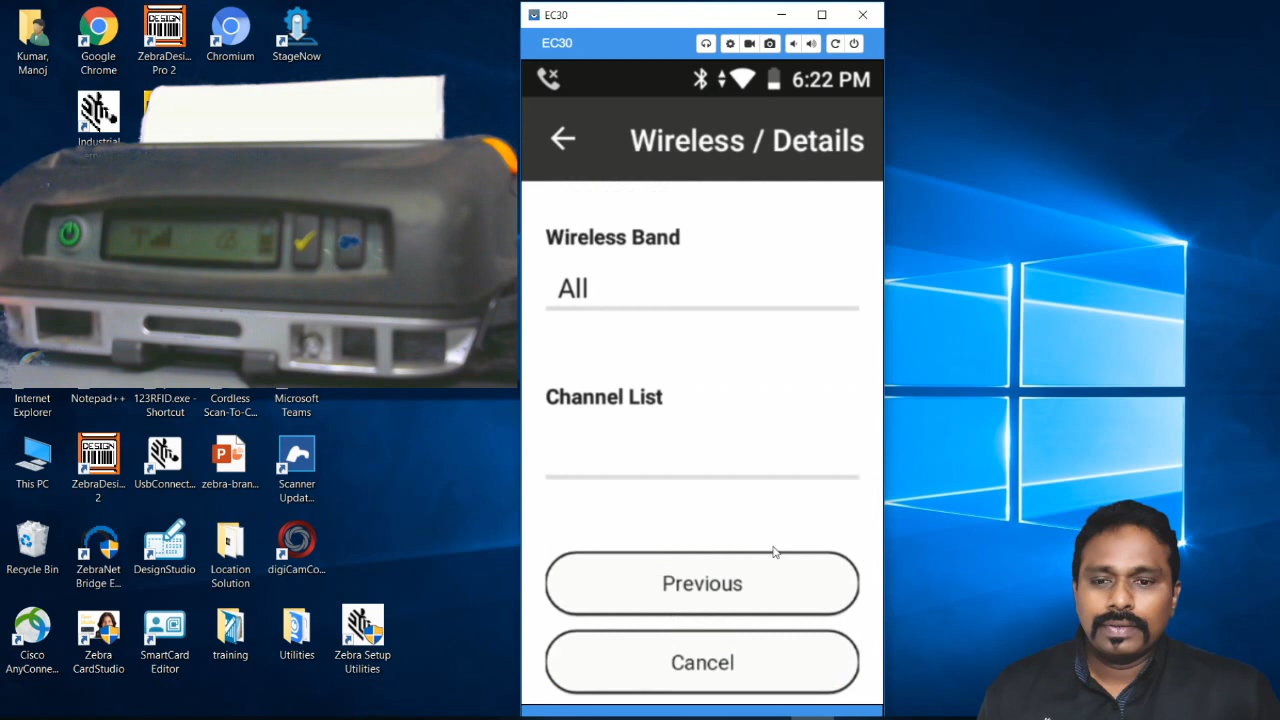 Kumar,
Manoj
Google
Chrome
DESIGN
ZebraDesi...
Pro 2
Chromium
StageNow
Industrial
Internet
Explorer
Notepad++
123RFID.exe -
Shortcut
Cordless
Scan-To-C...
Microsoft
Teams
This PC
DESIGN
ZebraDesi...
2
UsbConnect...
P
zebra-bran...
Scanner
Updat...
Recycle Bin
ZebraNet
Bridge E...
DesignStudio
Location
Solution
digiCamCo...
Cisco
AnyConne...
Zebra
CardStudio
SmartCard
Editor
training
Utilities
Zebra Setup
Utilities
EC30
EC30
6:22 PM
Wireless / Details
Wireless Band
All
Channel List
Previous
Cancel